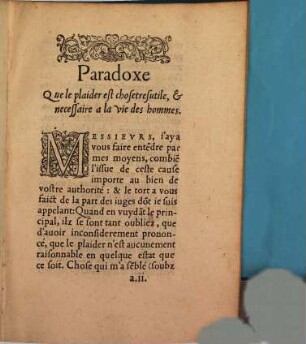 Paradoxe
Que le plaider est chose tresutile, &
necessaire a la vie des hommes.
MESSIEVRS, i'aya
vous faire entẽdre par
mes moyens, combiẽ
l'issue de ceste cause
importe au bien de
vostre authorité : & le tort a vous
faict de la part des iuges dõt ie suis
appelant: Quand en vuydãt le prin-
cipal, ilz se sont tant oubliez, que
d'auoir inconsiderement pronon-
cé, que le plaider n'est aucunement
raisonnable en quelque estat que
ce soit. Chose qui m'a sẽblé (soubz
a.ii.